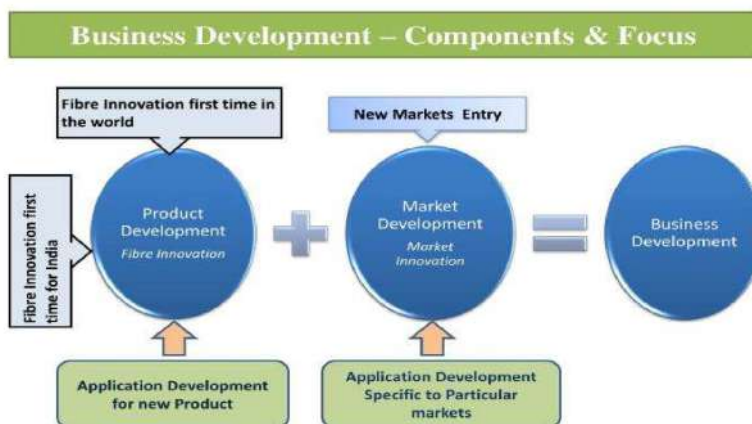 Business Development – Components & Focus
Fibre Innovation first time in
the world
New Markets Entry
Fibre Innovation first
time for India
Product
Development
Fibre Innovation
Market
Development
Market
Innovation
Business
Development
Application Development
for new Product
Application Development
Specific to Particular
markets